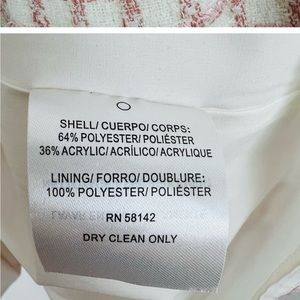 SHELL/ CUERPO/ CORPS:
64% POLYESTER/ POLIÉSTER
36% ACRYLIC/ ACRÍLICO/ ACRYLIQUE
LINING/ FORRO/ DOUBLURE:
100% POLYESTER/ POLIÉSTER
RN 58142
DRY CLEAN ONLY